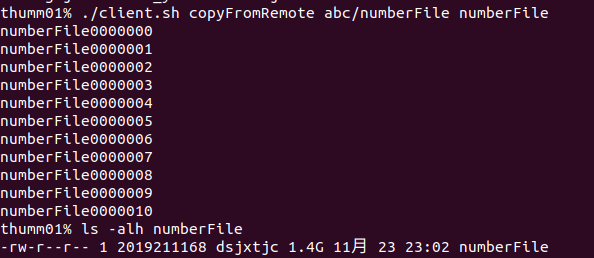 thumm01% ./client.sh copyFromRemote abc/numberFile numberFile
numberFile0000000
numberFile0000001
numberFile0000002
numberFile0000003
numberFile0000004
numberFile0000005
numberFile0000006
numberFile0000007
numberFile0000008
numberFile0000009
numberFile0000010
thumm01% ls -alh numberFile
-rw-r--r-- 1 2019211168 dsjxtjc 1.4G 11月 23 23:02 numberFile